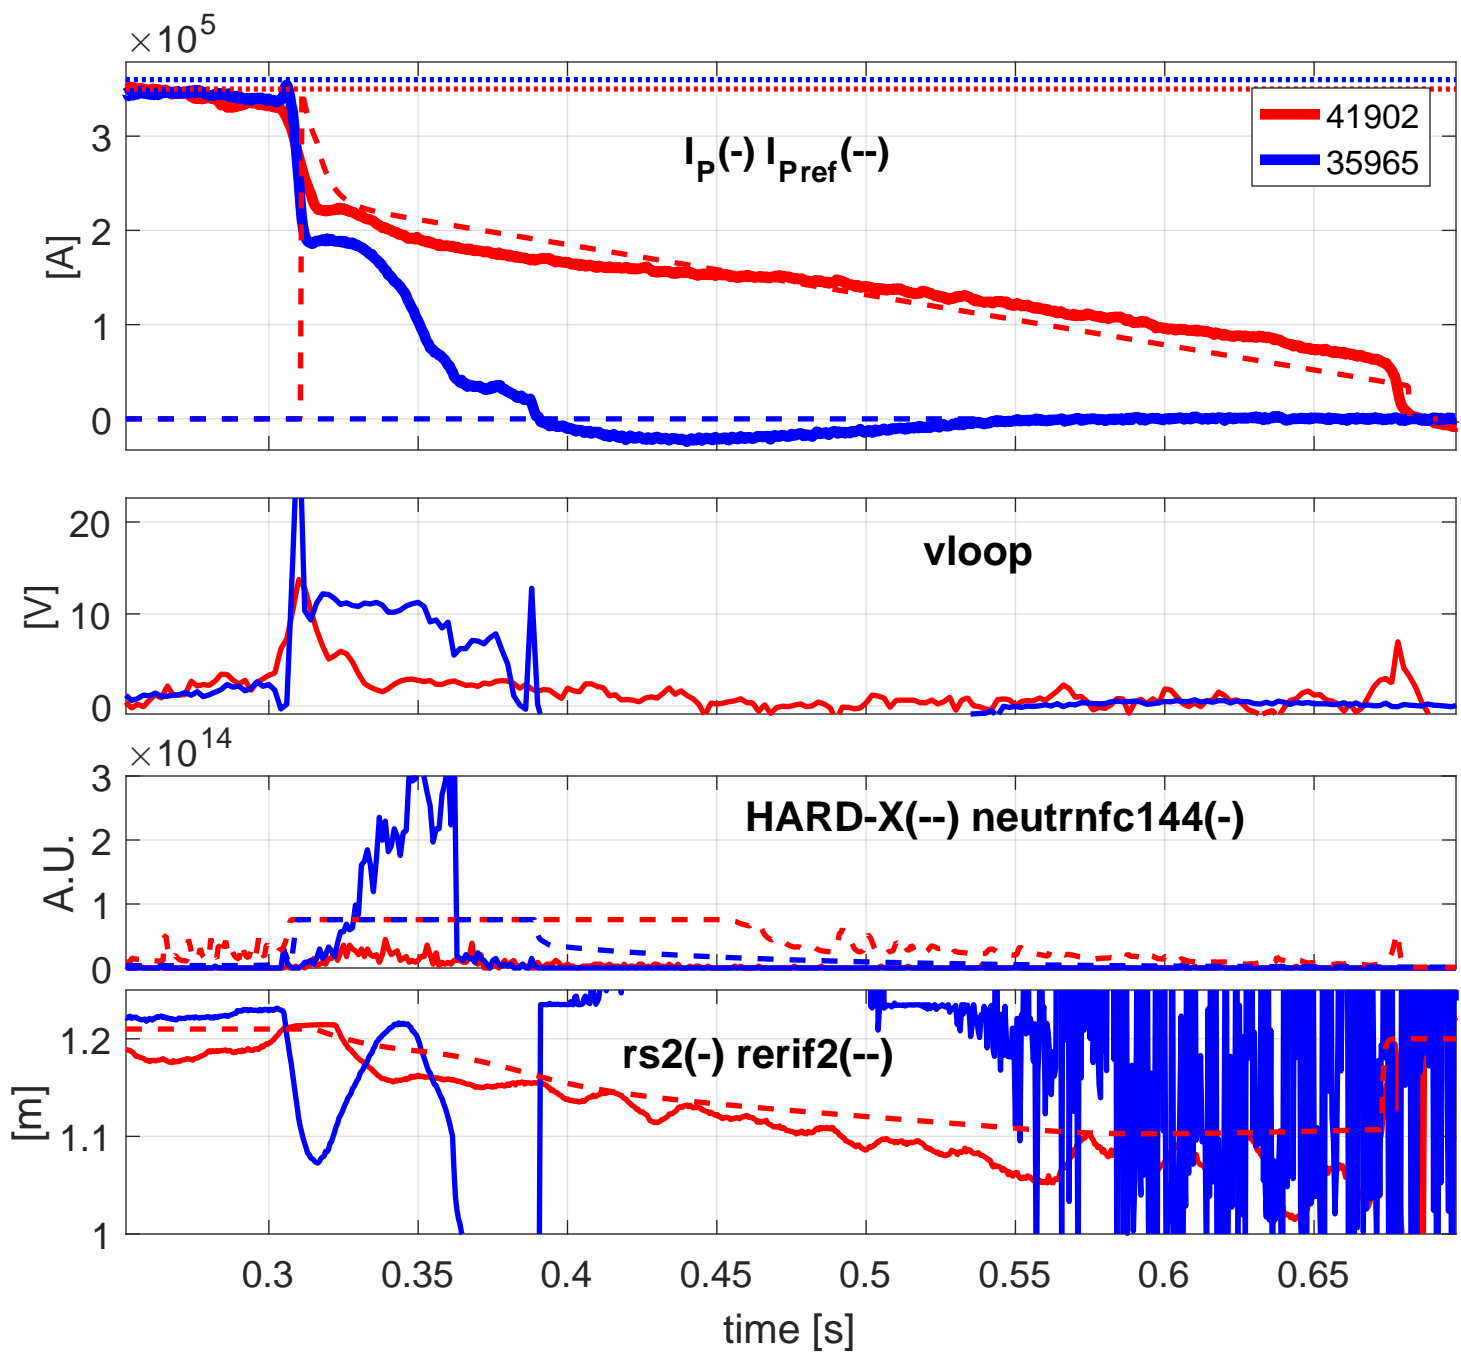 ×10^5
3
2
1
0
[A]
I_P(-) I_Pref(--)
41902
35965
20
10
0
[V]
vloop
×10^14
3
2
1
0
A.U.
HARD-X(--) neutrnfc144(-)
1.2
1.1
1
[m]
rs2(-) rerif2(--)
0.3 0.35 0.4 0.45 0.5 0.55 0.6 0.65
time [s]